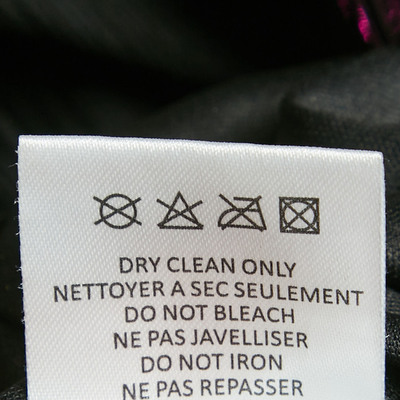 DRY CLEAN ONLY
NETTOYER A SEC SEULEMENT
DO NOT BLEACH
NE PAS JAVELLISER
DO NOT IRON
NE PAS REPASSER